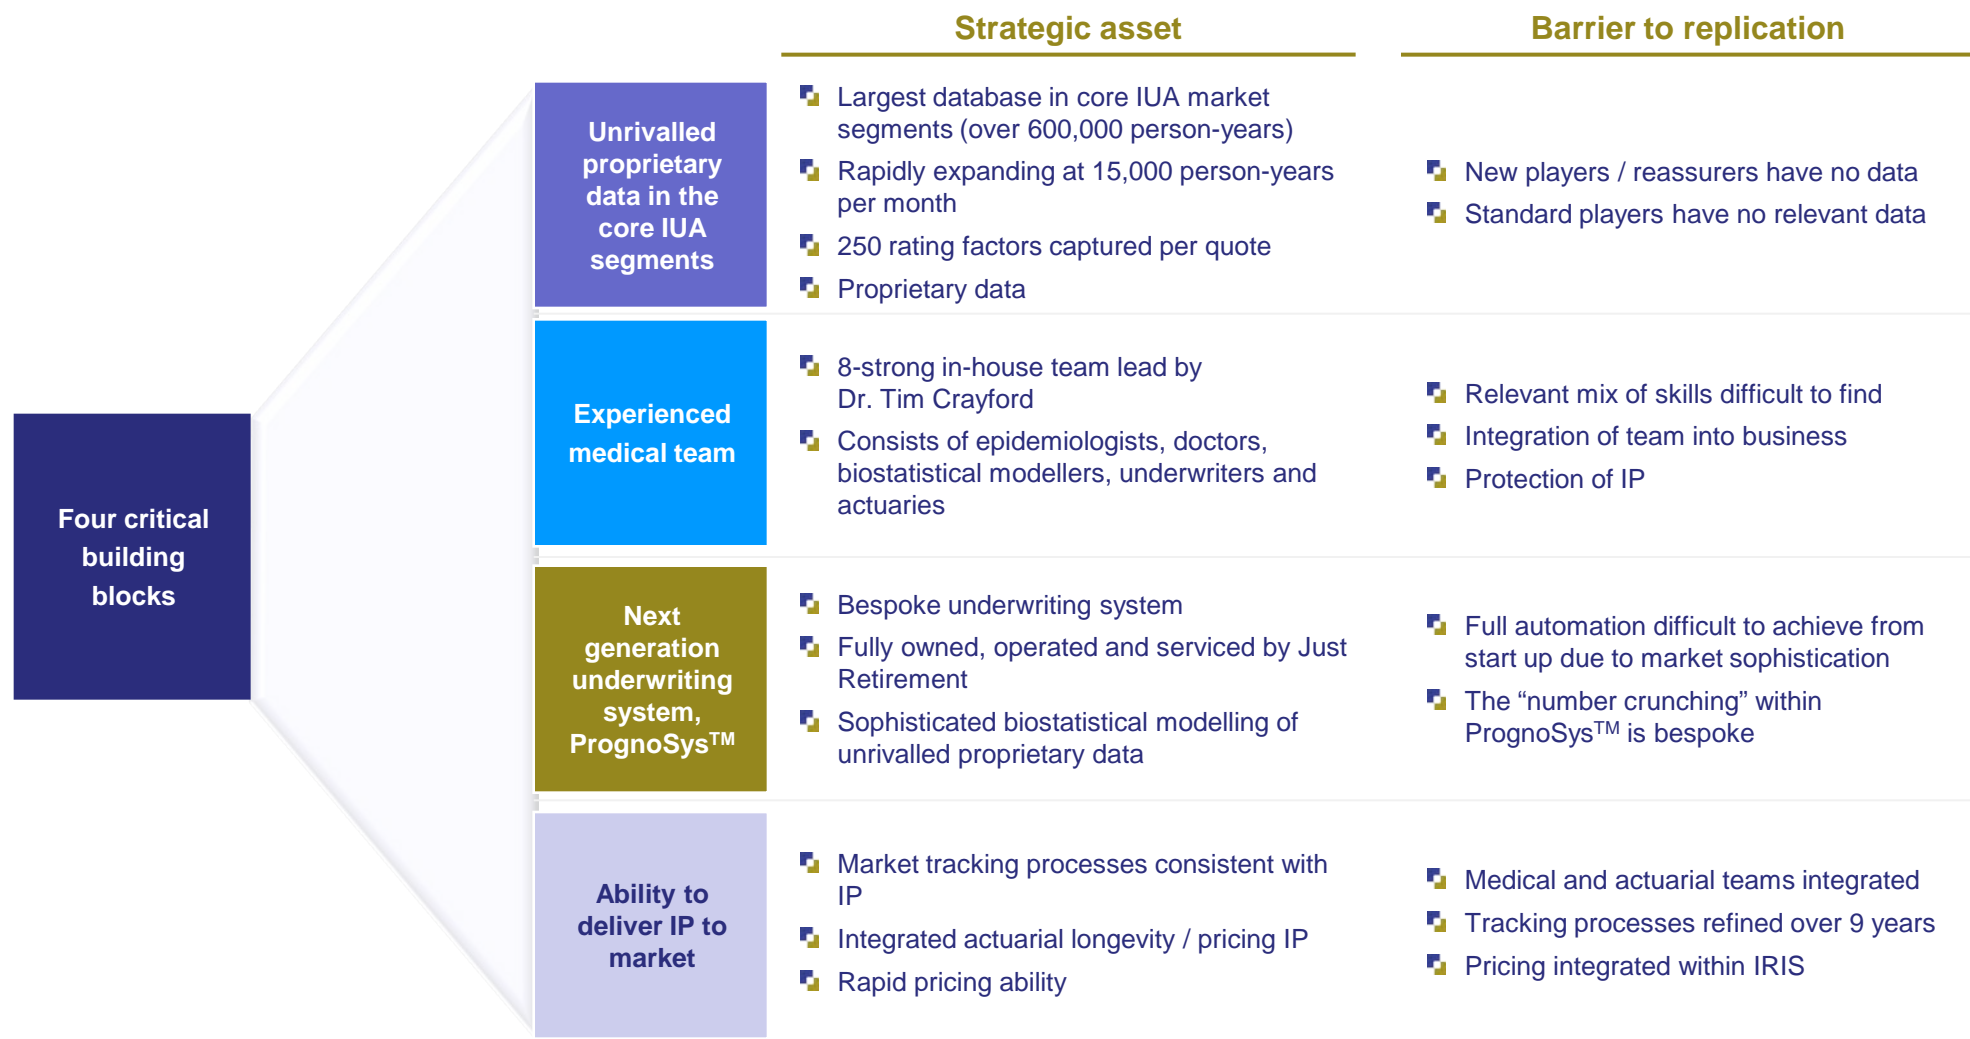 Strategic asset
Barrier to replication
Four critical
building
blocks
Unrivalled
proprietary
data in the
core IUA
segments
Largest database in core IUA market
segments (over 600,000 person-years)
Rapidly expanding at 15,000 person-years
per month
250 rating factors captured per quote
Proprietary data
New players / reassurers have no data
Standard players have no relevant data
Experienced
medical team
8-strong in-house team lead by
Dr. Tim Crayford
Consists of epidemiologists, doctors,
biostatistical modellers, underwriters and
actuaries
Relevant mix of skills difficult to find
Integration of team into business
Protection of IP
Next
generation
underwriting
system,
PrognoSysTM
Bespoke underwriting system
Fully owned, operated and serviced by Just
Retirement
Sophisticated biostatistical modelling of
unrivalled proprietary data
Full automation difficult to achieve from
start up due to market sophistication
The “number crunching” within
PrognoSysTM is bespoke
Ability to
deliver IP to
market
Market tracking processes consistent with
IP
Integrated actuarial longevity / pricing IP
Rapid pricing ability
Medical and actuarial teams integrated
Tracking processes refined over 9 years
Pricing integrated within IRIS